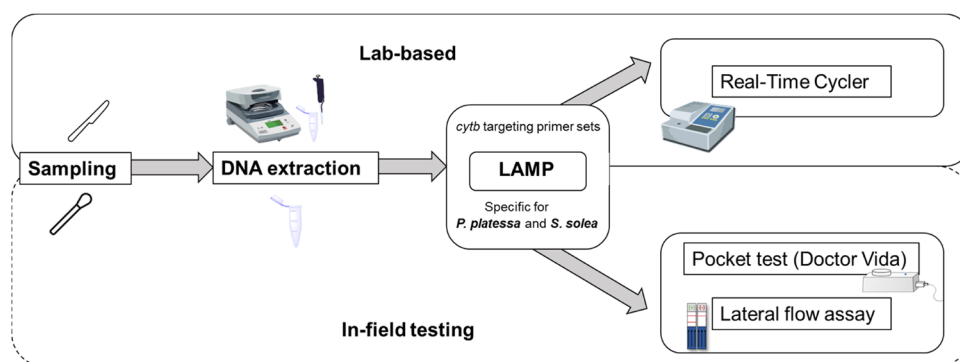 Lab-based
Real-Time Cycler
cytb targeting primer sets
Sampling
DNA extraction
LAMP
Specific for
P. platessa and S. solea
Pocket test (Doctor Vida)
Lateral flow assay
In-field testing